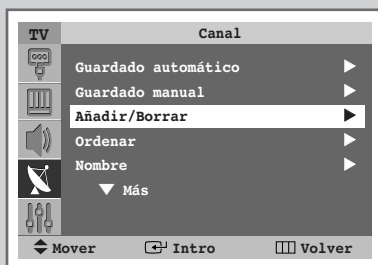 TV Canal
Guardado automático
Guardado manual
Añadir/Borrar
Ordenar
Nombre
Más
Mover Intro Volver